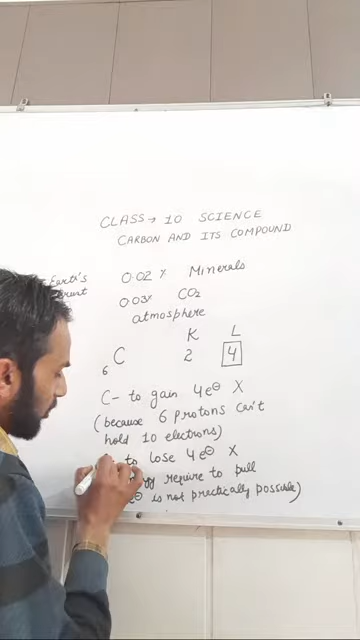 CLASS → 10 SCIENCE
CARBON AND ITS COMPOUND
Earth's 0.02 % Minerals
crust 0.03% CO2
atmosphere
K L
6 C 2 4
C- to gain 4e⊖ X
(because 6 protons can't
hold 10 electrons)
to lose 4e⊖ X
require to pull
e⊖ is not practically possible)